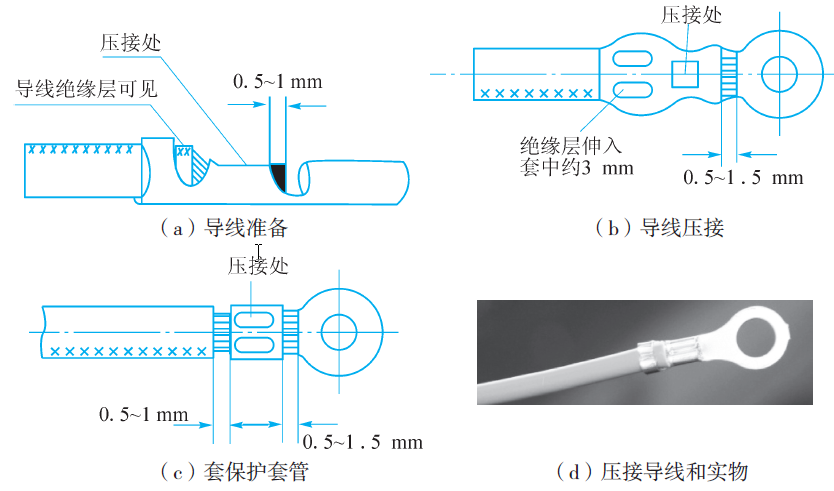 压接处
0.5~1 mm
导线绝缘层可见
(a)导线准备
压接处
绝缘层伸入
套中约3 mm
0.5~1.5 mm
(b)导线压接
压接处
0.5~1 mm
0.5~1.5 mm
(c)套保护套管
(d)压接导线和实物